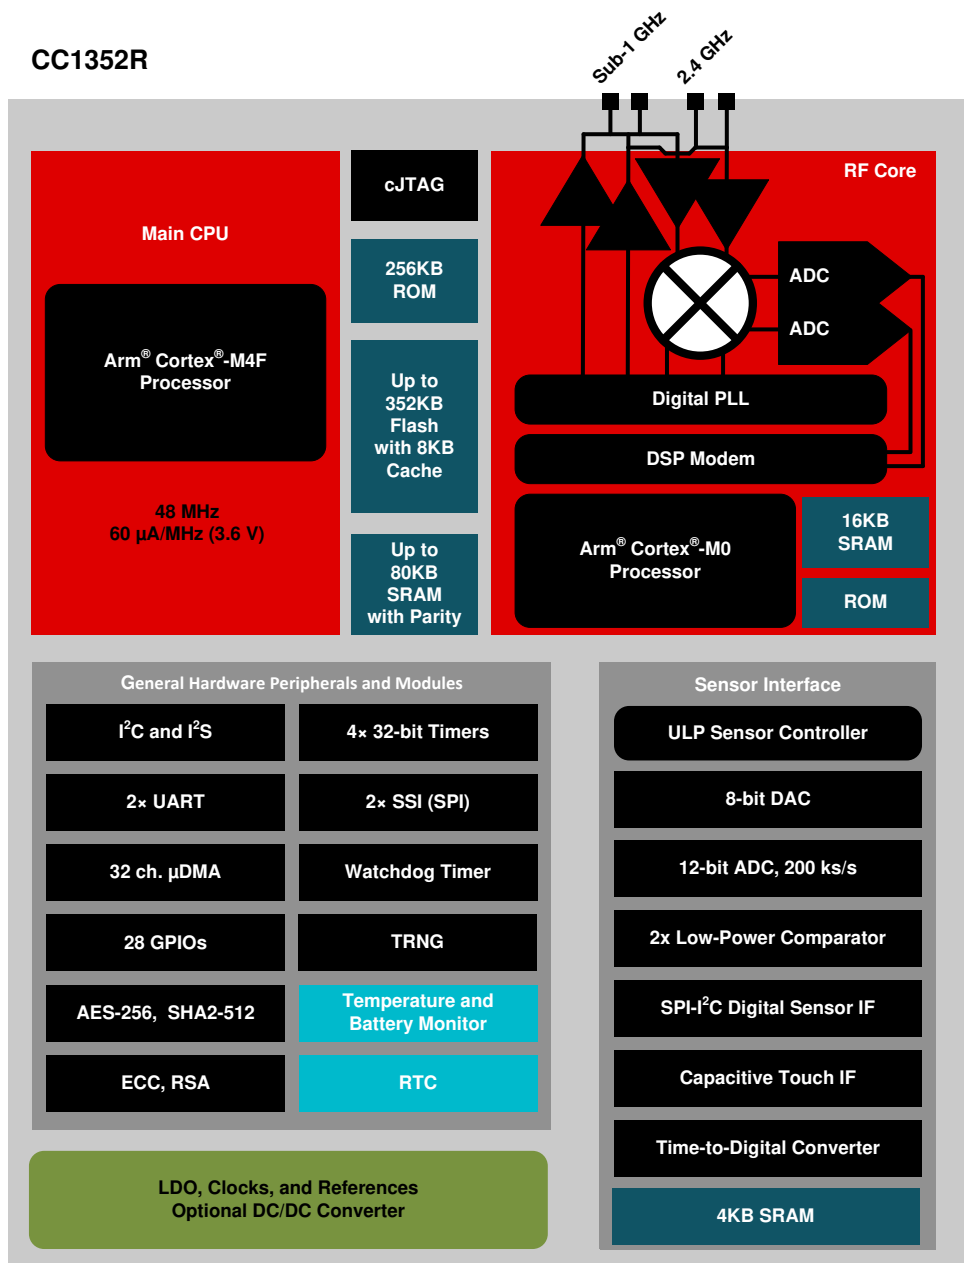 CC1352R
Sub-1 GHz
2.4 GHz
Main CPU
Arm® Cortex®-M4F
Processor
48 MHz
60 µA/MHz (3.6 V)
cJTAG
256KB
ROM
Up to
352KB
Flash
with 8KB
Cache
Up to
80KB
SRAM
with Parity
RF Core
ADC
ADC
Digital PLL
DSP Modem
Arm® Cortex®-M0
Processor
16KB
SRAM
ROM
General Hardware Peripherals and Modules
I²C and I²S
4× 32-bit Timers
2× UART
2× SSI (SPI)
32 ch. µDMA
Watchdog Timer
28 GPIOs
TRNG
AES-256, SHA2-512
Temperature and
Battery Monitor
ECC, RSA
RTC
LDO, Clocks, and References
Optional DC/DC Converter
Sensor Interface
ULP Sensor Controller
8-bit DAC
12-bit ADC, 200 ks/s
2x Low-Power Comparator
SPI-I²C Digital Sensor IF
Capacitive Touch IF
Time-to-Digital Converter
4KB SRAM